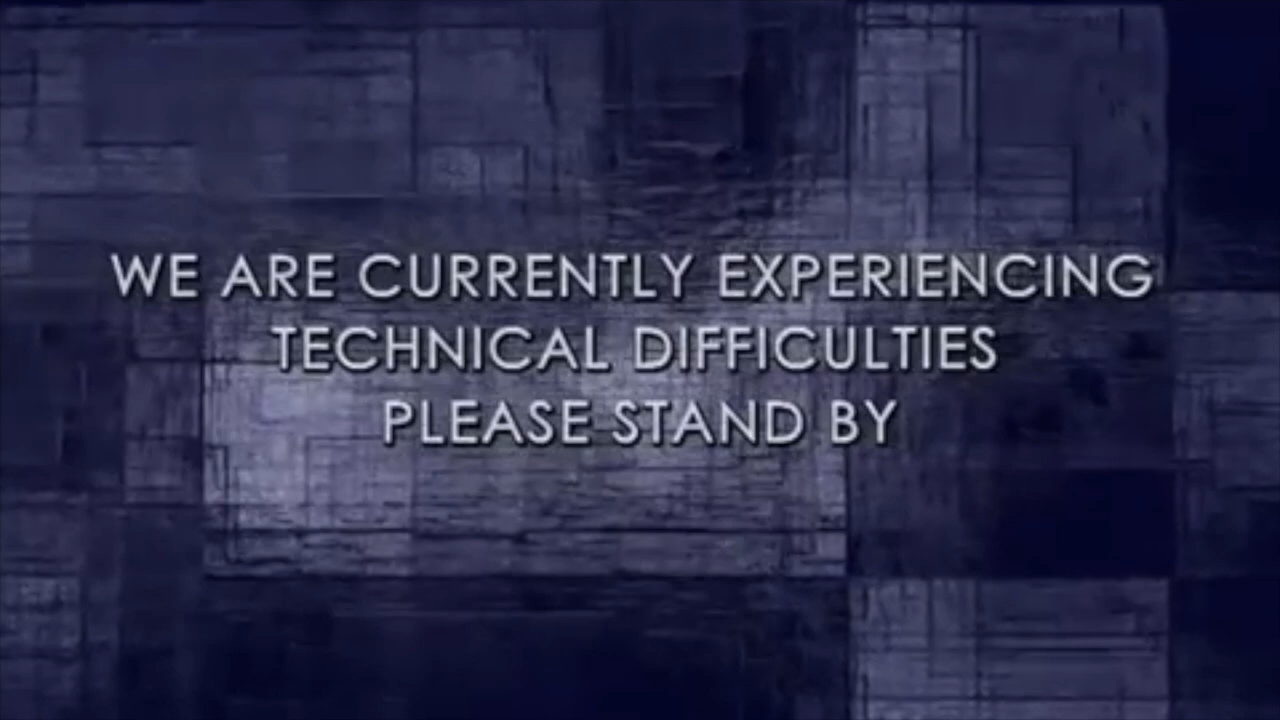 WE ARE CURRENTLY EXPERIENCING
TECHNICAL DIFFICULTIES
PLEASE STAND BY